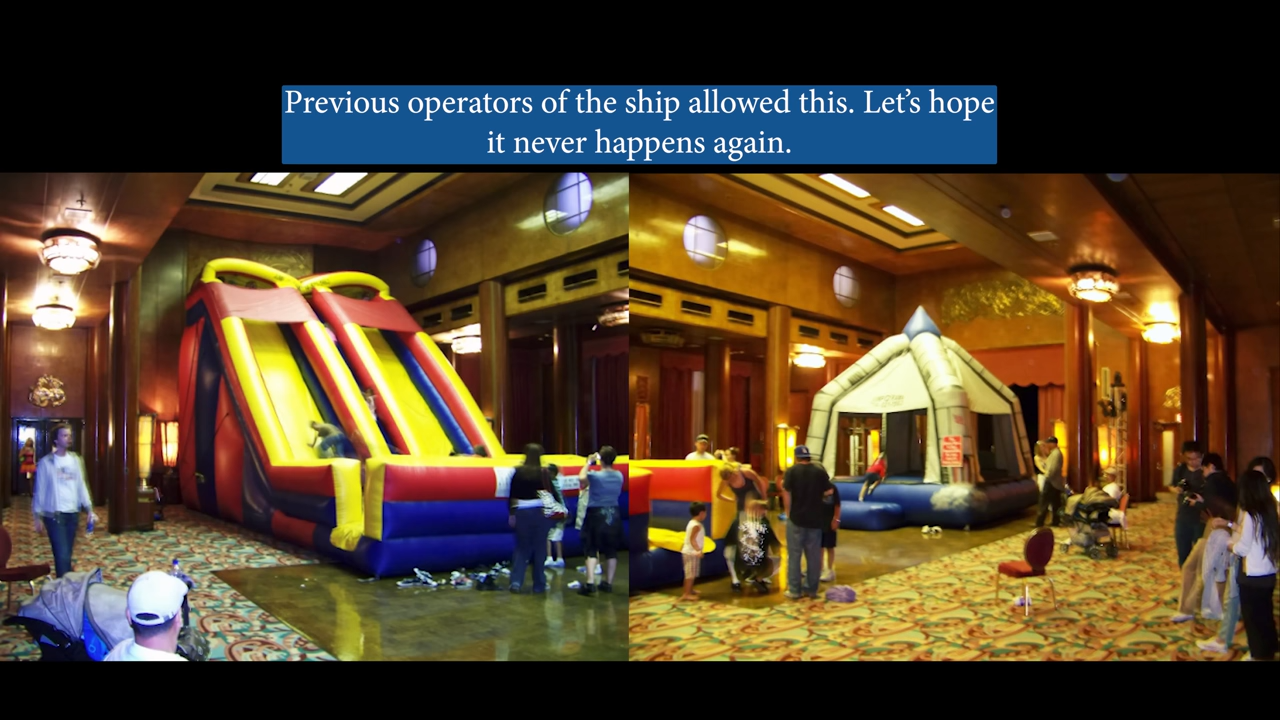 Previous operators of the ship allowed this. Let’s hope
it never happens again.